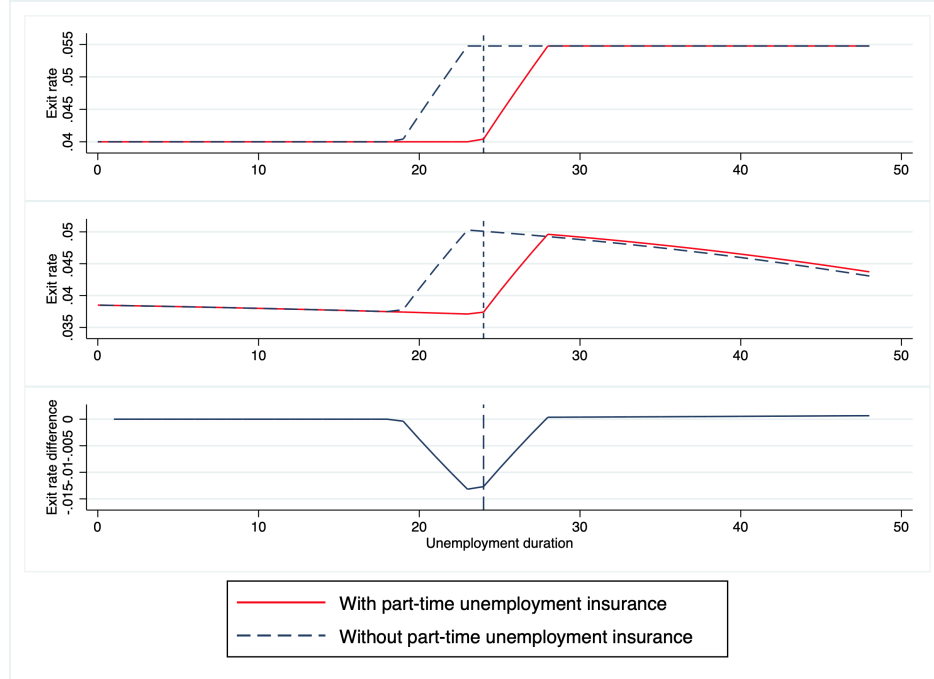 Exit rate
.04 .045 .05 .055
0 10 20 30 40 50
Exit rate
.035 .04 .045 .05
0 10 20 30 40 50
Exit rate difference
-.015 -.01 -.005 0
0 10 20 30 40 50
Unemployment duration
With part-time unemployment insurance
Without part-time unemployment insurance